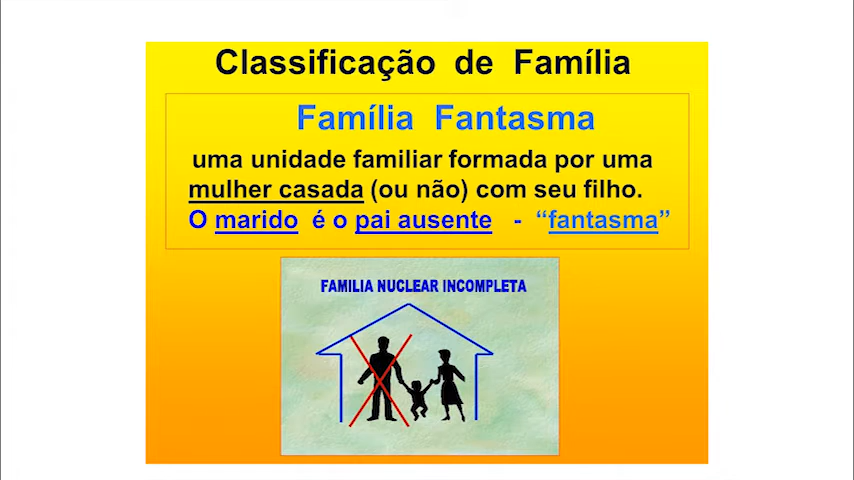 Classificação de Família
Família Fantasma
uma unidade familiar formada por uma
mulher casada (ou não) com seu filho.
O marido é o pai ausente - “fantasma”
FAMILIA NUCLEAR INCOMPLETA